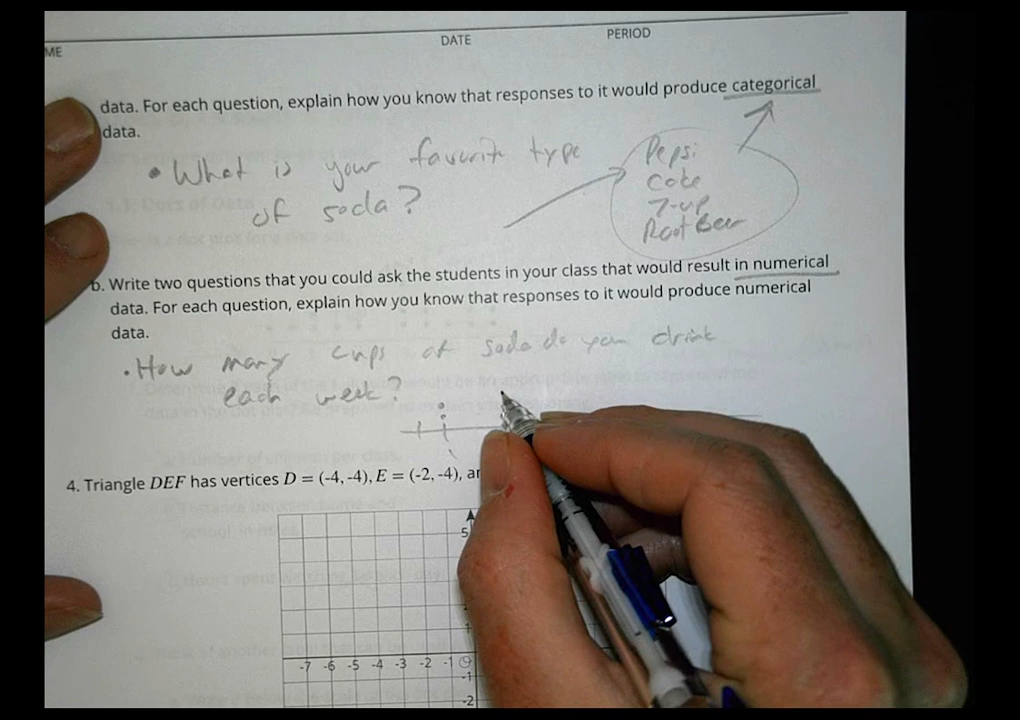 ME DATE PERIOD
data. For each question, explain how you know that responses to it would produce categorical
data.
• What is your favorit type
of soda?
Pepsi
Coke
7-up
Root Beer
b. Write two questions that you could ask the students in your class that would result in numerical
data. For each question, explain how you know that responses to it would produce numerical
data.
• How many cups of soda do you drink
each week?
4. Triangle DEF has vertices D = (-4, -4), E = (-2, -4), ar
5
1
-7 -6 -5 -4 -3 -2 -1 O
-1
-2